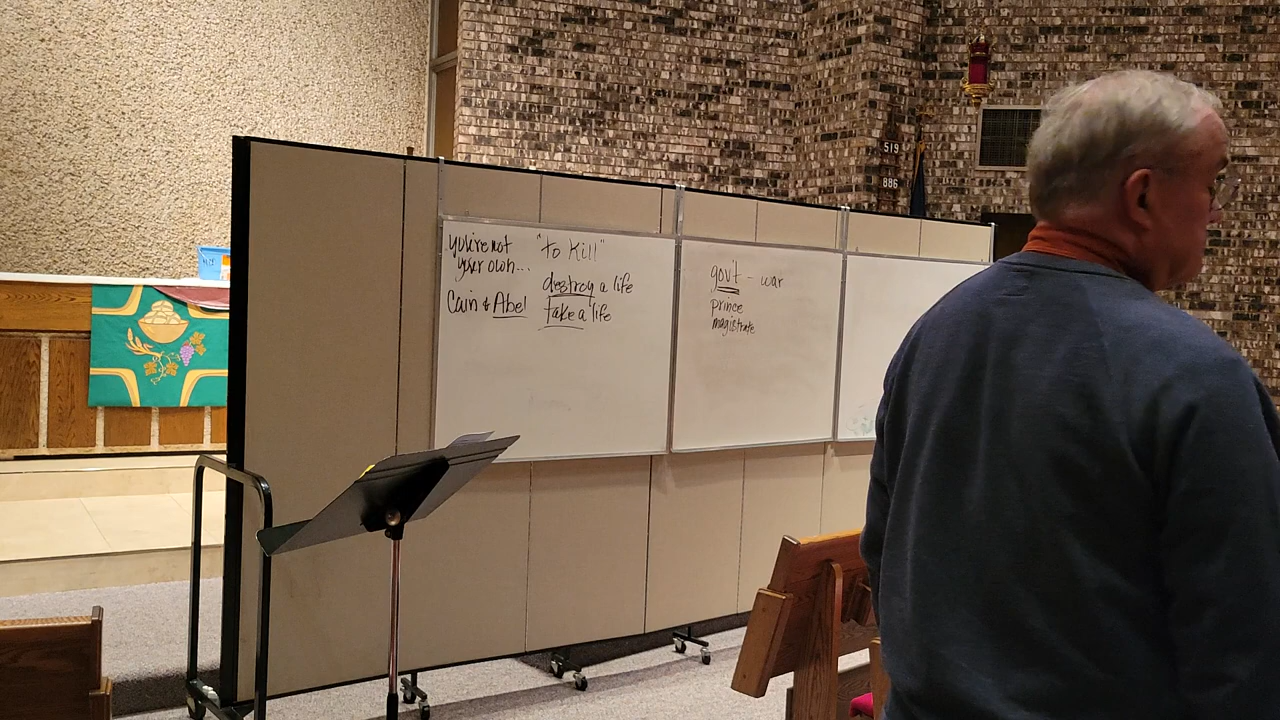 you're not
your own...
Cain & Abel
"to kill"
destroy a life
take a life
gov't - war
prince
magistrate
519
886